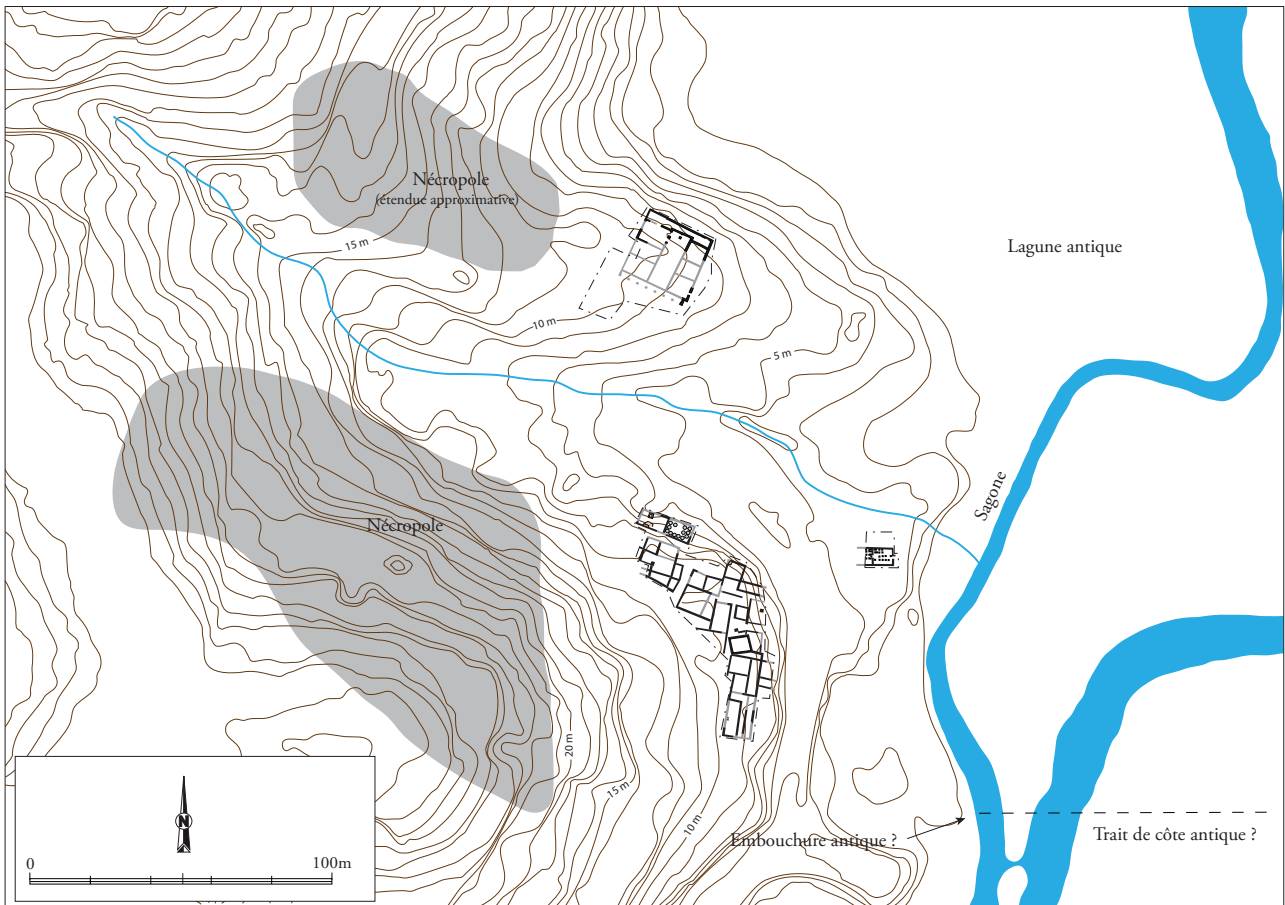 Nécropole
(étendue approximative)
15 m
Lagune antique
10 m
5 m
Sagone
Nécropole
20 m
15 m
10 m
Embouchure antique ?
Trait de côte antique ?
N
0 100m